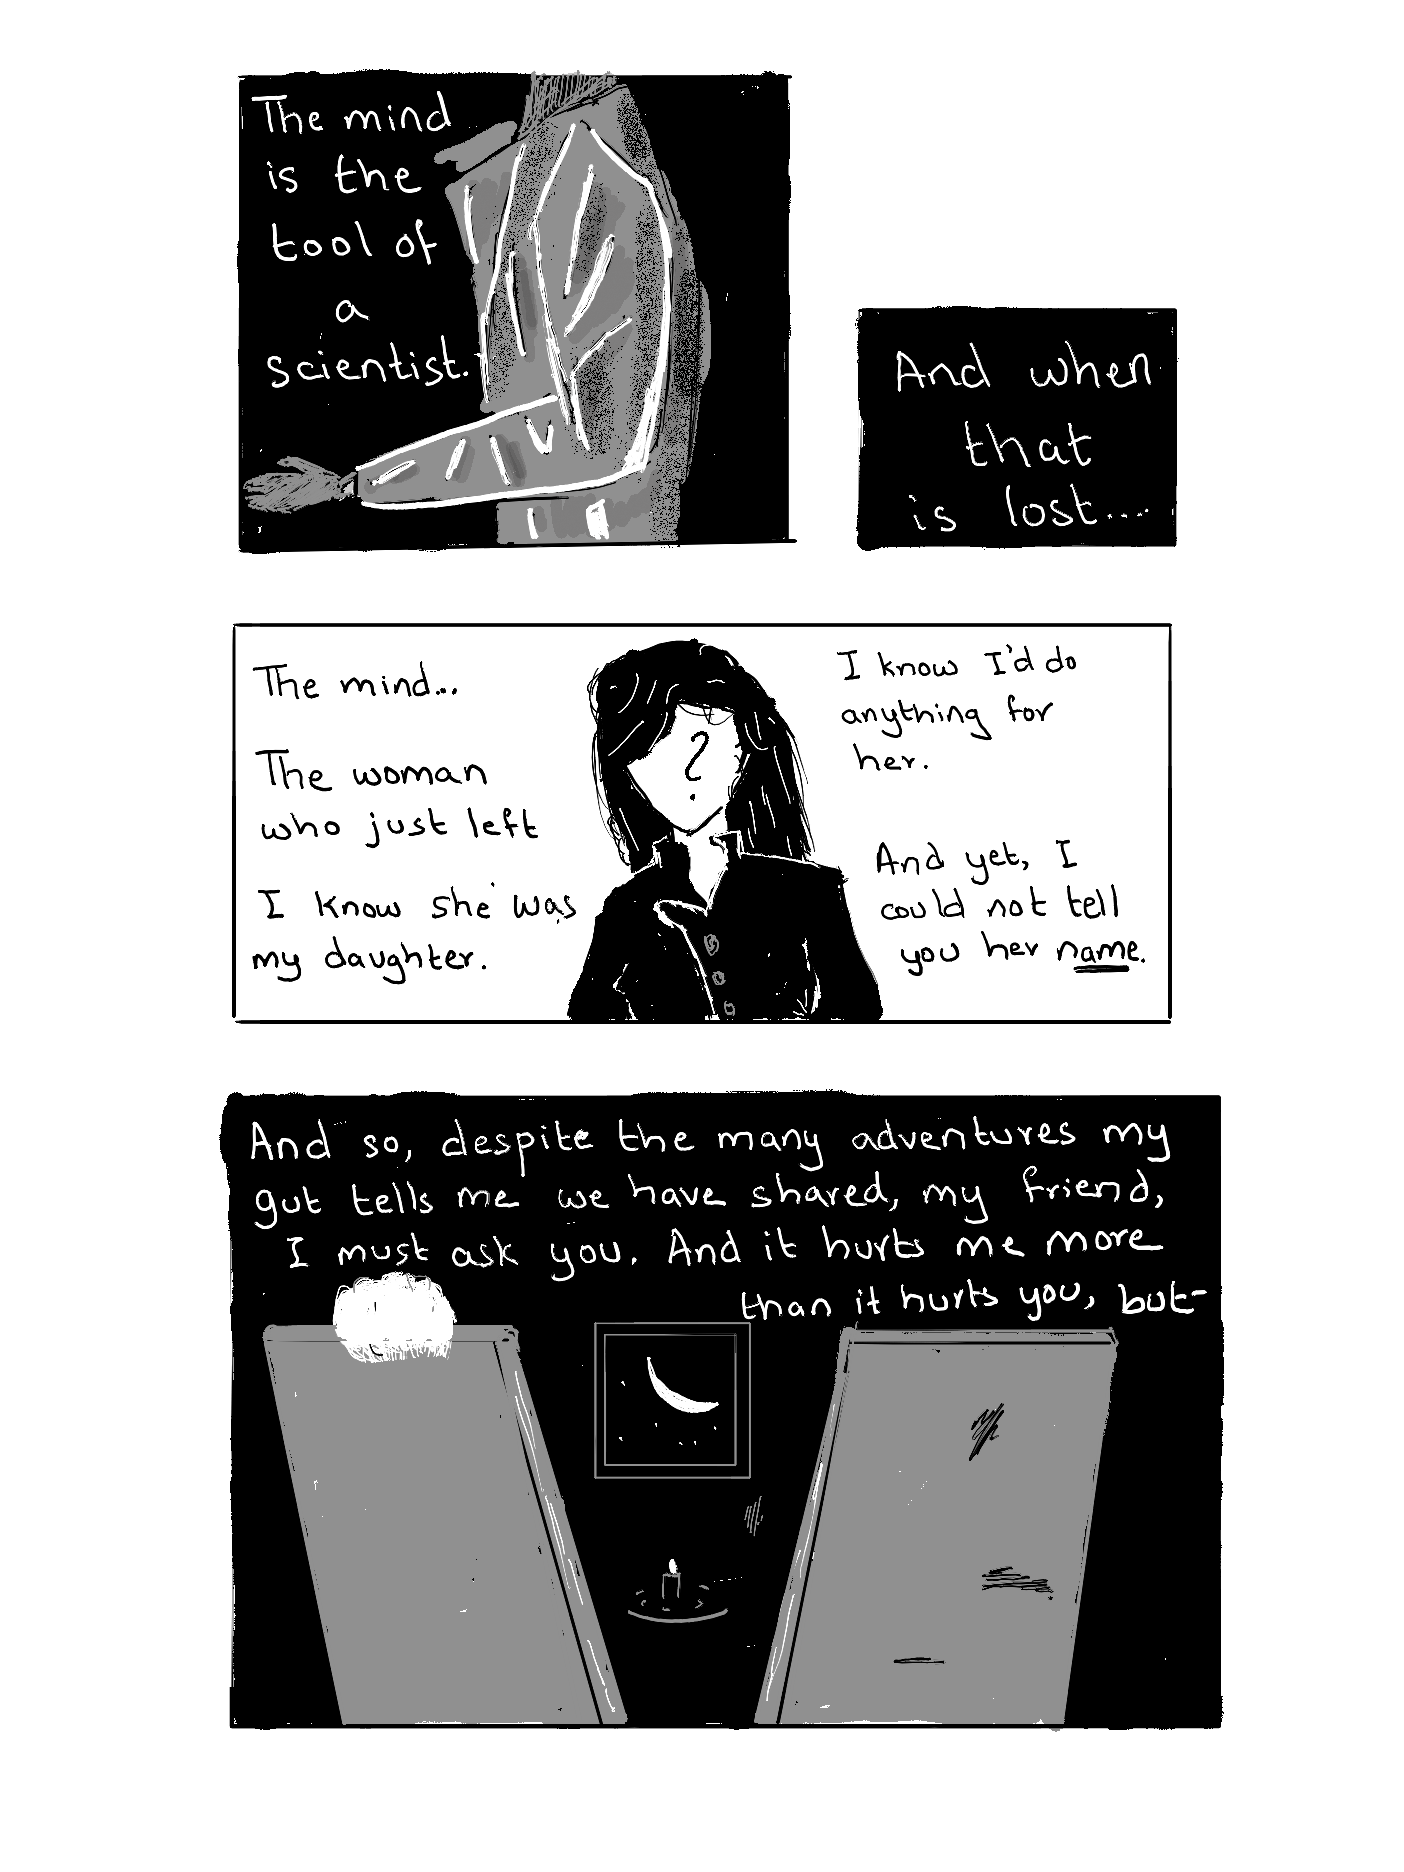 The mind
is the
tool of
a
scientist.
And when
that
is lost....
The mind...
The woman
who just left
I know she was
my daughter.
?
I know I'd do
anything for
her.
And yet, I
could not tell
you her name.
And so, despite the many adventures my
gut tells me we have shared, my friend,
I must ask you. And it hurts me more
than it hurts you, but-